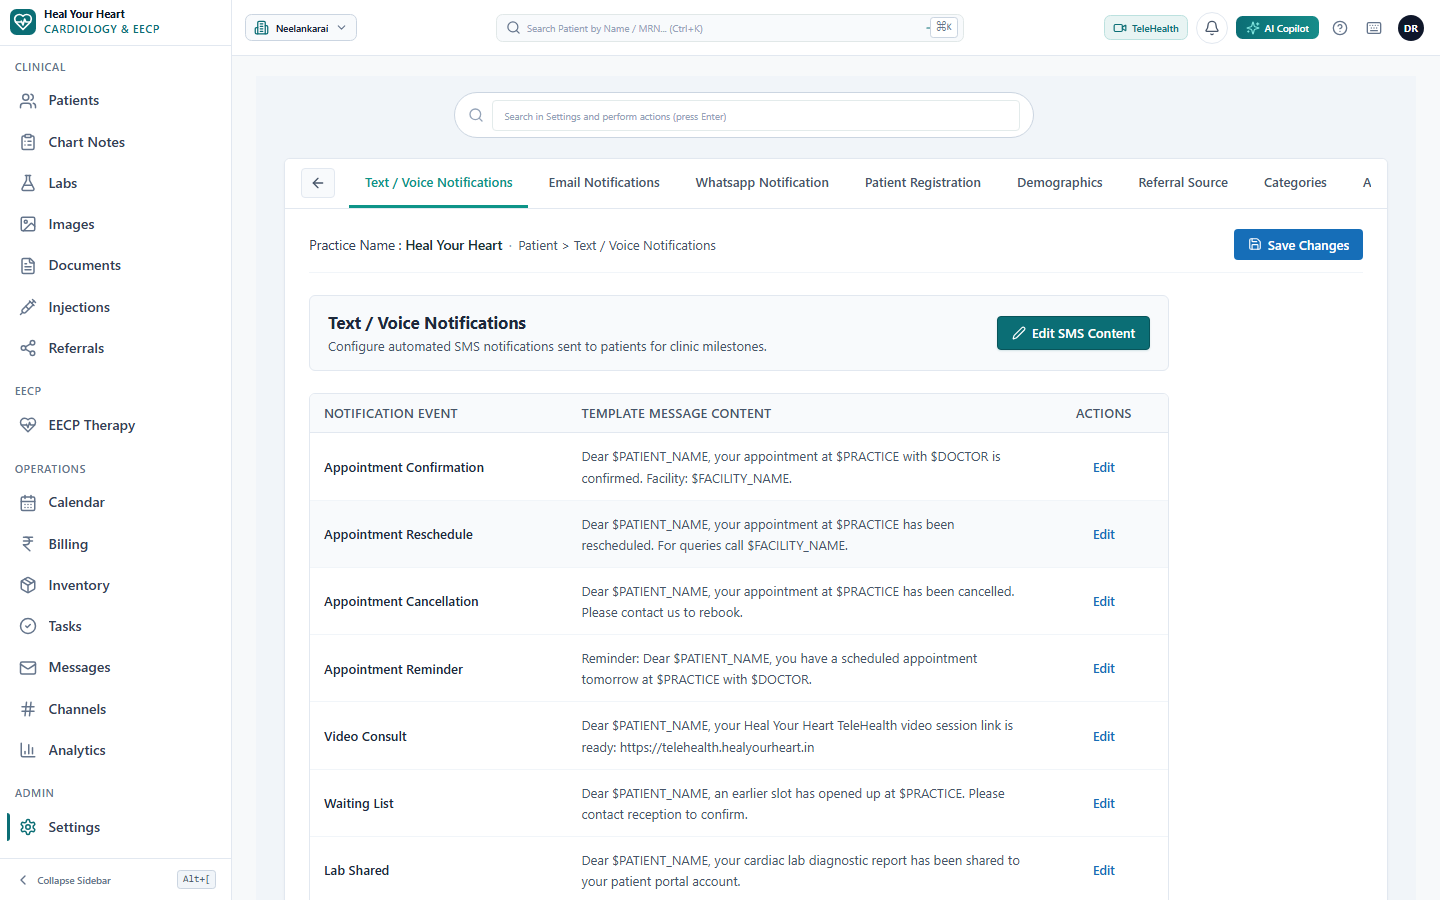 Heal Your Heart
CARDIOLOGY & EECP
Neelankarai
Search Patient by Name / MRN... (Ctrl+K)
⌘K
TeleHealth
AI Copilot
DR
CLINICAL
Patients
Chart Notes
Labs
Images
Documents
Injections
Referrals
EECP
EECP Therapy
OPERATIONS
Calendar
Billing
Inventory
Tasks
Messages
Channels
Analytics
ADMIN
Settings
Collapse Sidebar
Alt+[
Search in Settings and perform actions (press Enter)
Text / Voice Notifications
Email Notifications
Whatsapp Notification
Patient Registration
Demographics
Referral Source
Categories
A
Practice Name : Heal Your Heart · Patient > Text / Voice Notifications
Save Changes
Text / Voice Notifications
Configure automated SMS notifications sent to patients for clinic milestones.
Edit SMS Content
NOTIFICATION EVENT
TEMPLATE MESSAGE CONTENT
ACTIONS
Appointment Confirmation
Dear $PATIENT_NAME, your appointment at $PRACTICE with $DOCTOR is
confirmed. Facility: $FACILITY_NAME.
Edit
Appointment Reschedule
Dear $PATIENT_NAME, your appointment at $PRACTICE has been
rescheduled. For queries call $FACILITY_NAME.
Edit
Appointment Cancellation
Dear $PATIENT_NAME, your appointment at $PRACTICE has been cancelled.
Please contact us to rebook.
Edit
Appointment Reminder
Reminder: Dear $PATIENT_NAME, you have a scheduled appointment
tomorrow at $PRACTICE with $DOCTOR.
Edit
Video Consult
Dear $PATIENT_NAME, your Heal Your Heart TeleHealth video session link is
ready: https://telehealth.healyourheart.in
Edit
Waiting List
Dear $PATIENT_NAME, an earlier slot has opened up at $PRACTICE. Please
contact reception to confirm.
Edit
Lab Shared
Dear $PATIENT_NAME, your cardiac lab diagnostic report has been shared to
your patient portal account.
Edit